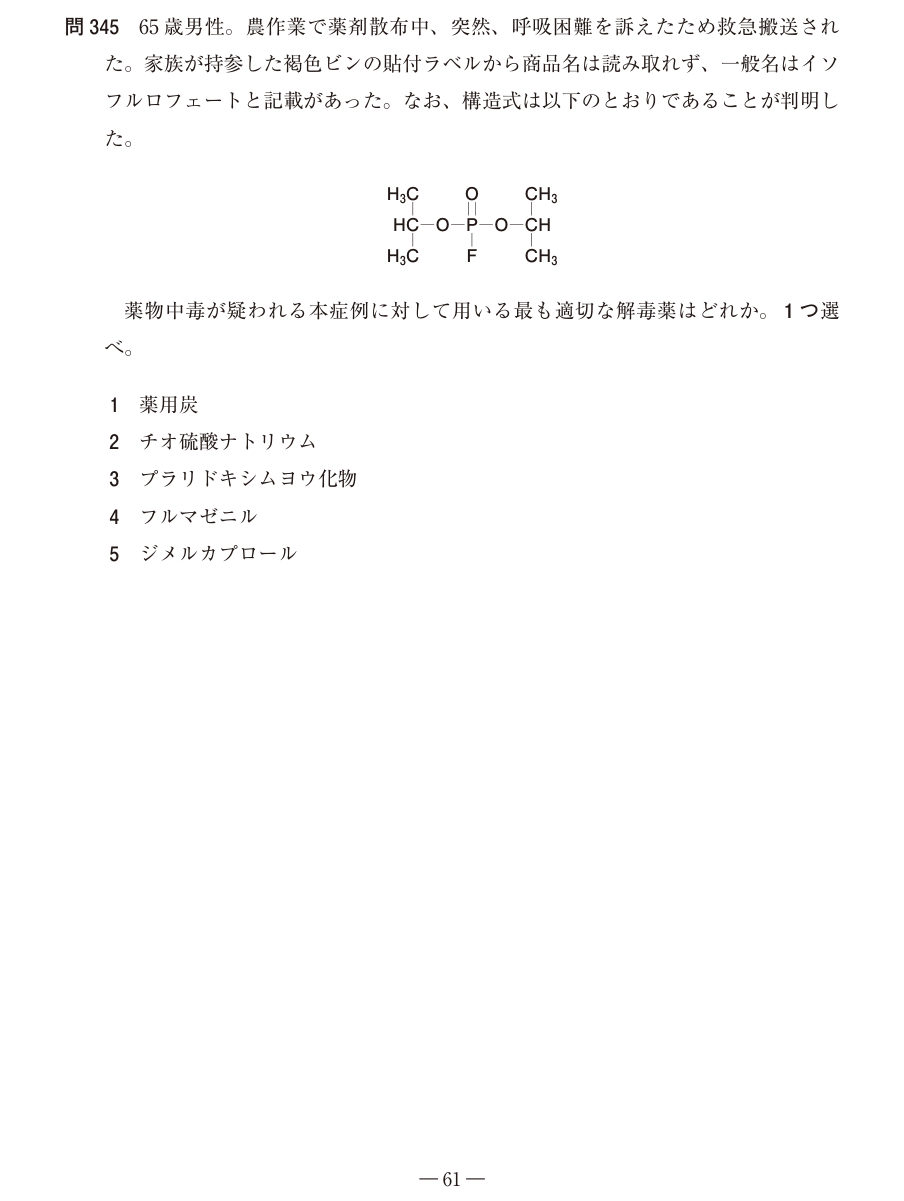 問 345 65 歳男性。農作業で薬剤散布中、突然、呼吸困難を訴えたため救急搬送され
た。家族が持参した褐色ビンの貼付ラベルから商品名は読み取れず、一般名はイソ
フルロフェートと記載があった。なお、構造式は以下のとおりであることが判明し
た。
H₃C O CH₃
HC—O—P—O—CH
H₃C F CH₃
薬物中毒が疑われる本症例に対して用いる最も適切な解毒薬はどれか。1つ選
べ。
1 薬用炭
2 チオ硫酸ナトリウム
3 プラリドキシムヨウ化物
4 フルマゼニル
5 ジメルカプロール
— 61 —